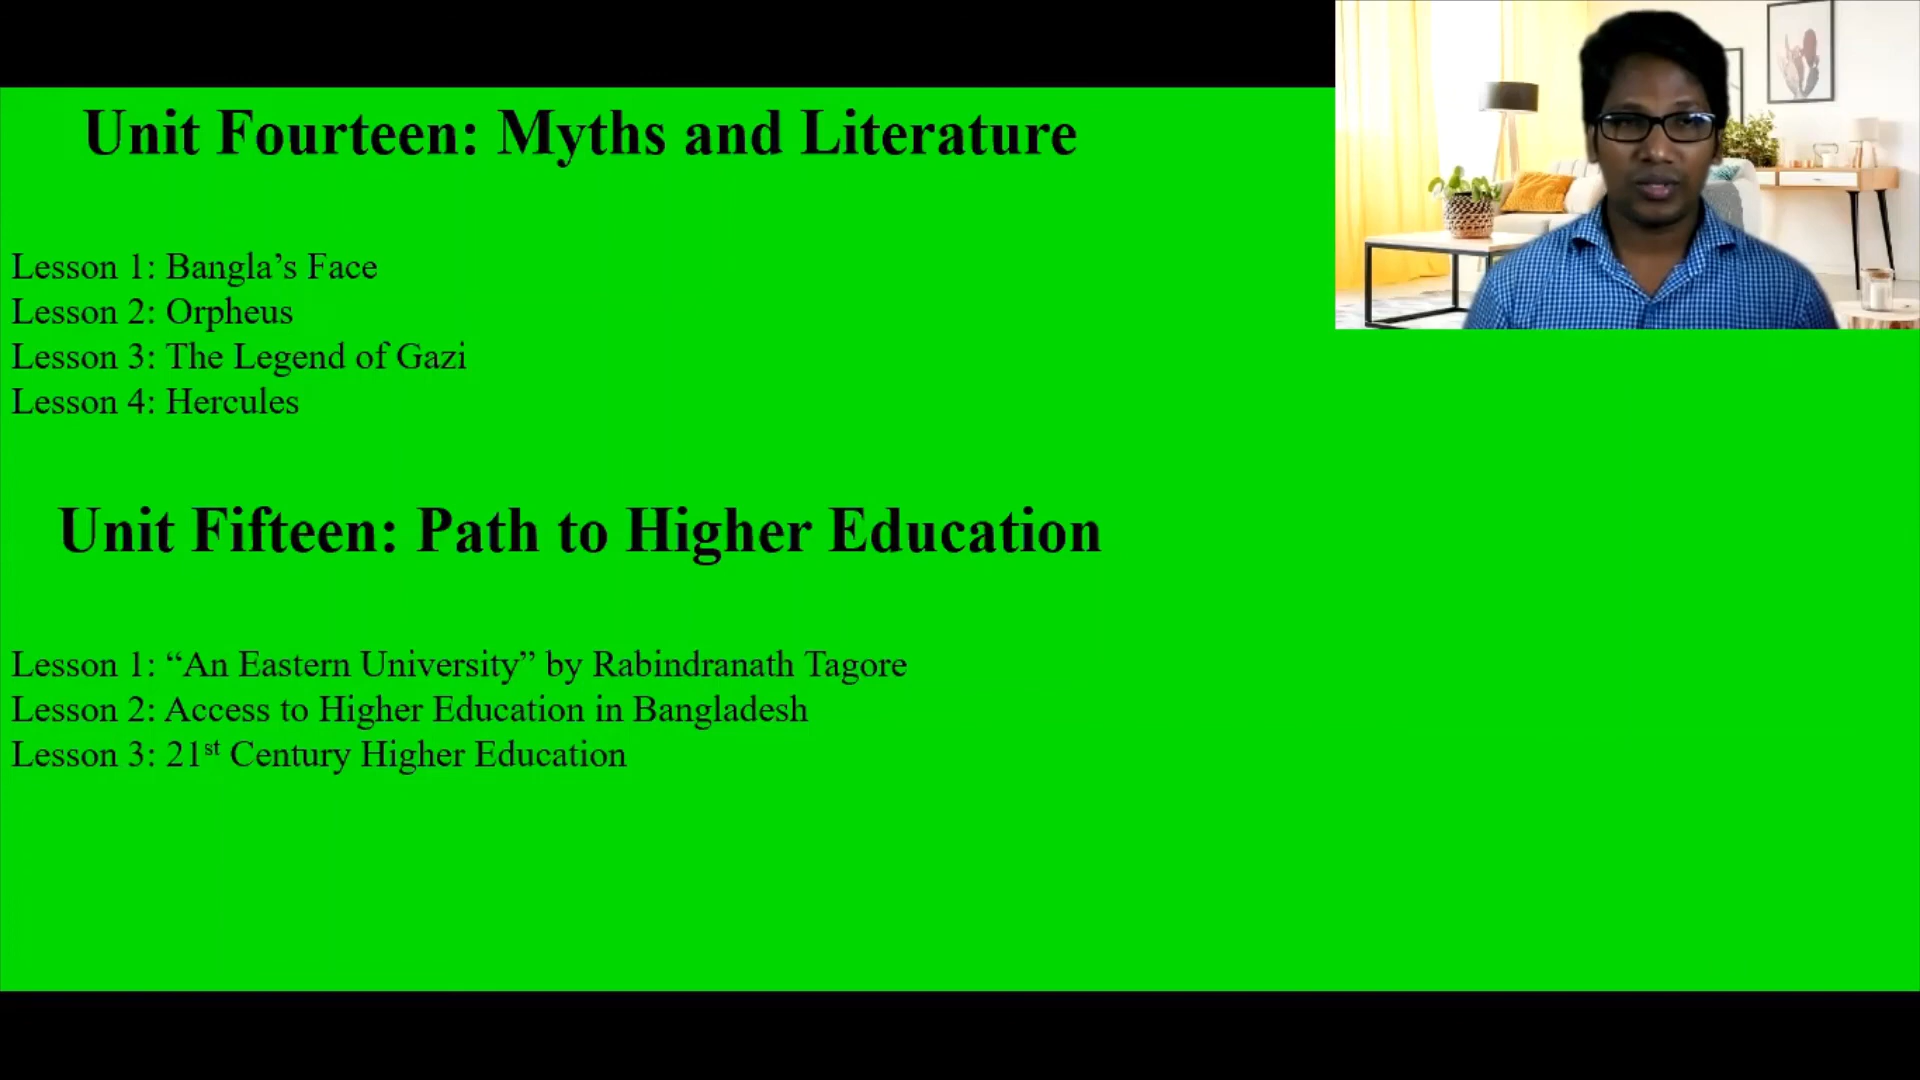 Unit Fourteen: Myths and Literature
Lesson 1: Bangla’s Face
Lesson 2: Orpheus
Lesson 3: The Legend of Gazi
Lesson 4: Hercules
Unit Fifteen: Path to Higher Education
Lesson 1: “An Eastern University” by Rabindranath Tagore
Lesson 2: Access to Higher Education in Bangladesh
Lesson 3: 21st Century Higher Education